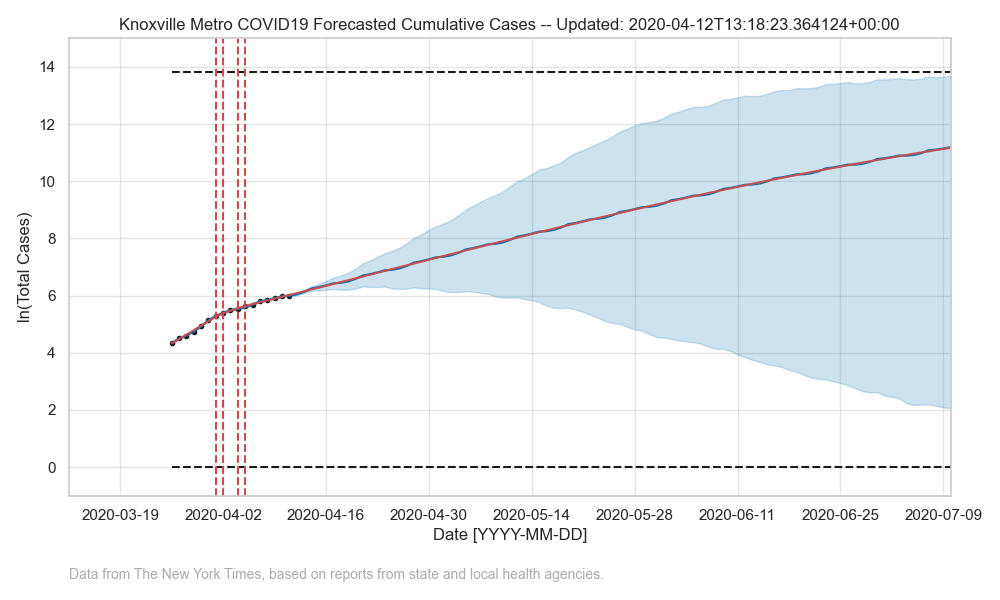 Knoxville Metro COVID19 Forecasted Cumulative Cases -- Updated: 2020-04-12T13:18:23.364124+00:00
14
12
10
8
6
4
2
0
ln(Total Cases)
2020-03-19 2020-04-02 2020-04-16 2020-04-30 2020-05-14 2020-05-28 2020-06-11 2020-06-25 2020-07-09
Date [YYYY-MM-DD]
Data from The New York Times, based on reports from state and local health agencies.